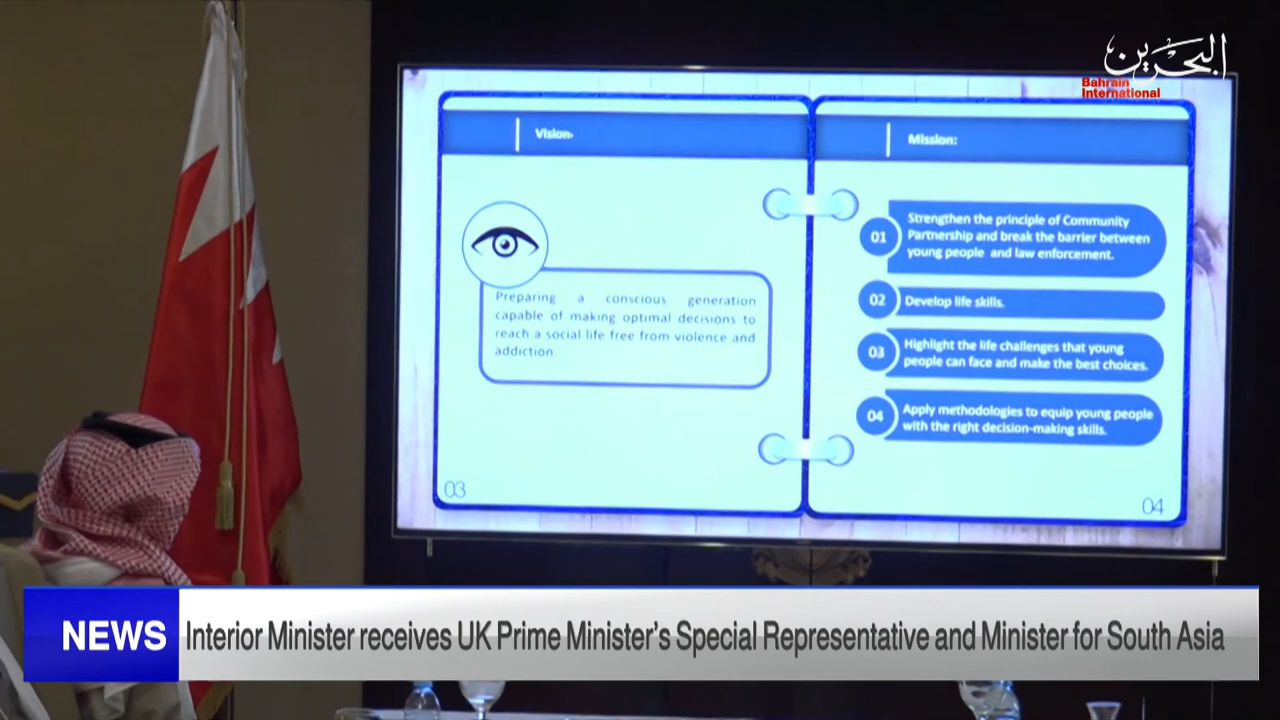 البحرين
Bahrain
International
Vision:
Mission:
Preparing a conscious generation
capable of making optimal decisions to
reach a social life free from violence and
addiction.
03
01
Strengthen the principle of Community
Partnership and break the barrier between
young people and law enforcement.
02
Develop life skills.
03
Highlight the life challenges that young
people can face and make the best choices.
04
Apply methodologies to equip young people
with the right decision-making skills.
04
NEWS
Interior Minister receives UK Prime Minister's Special Representative and Minister for South Asia